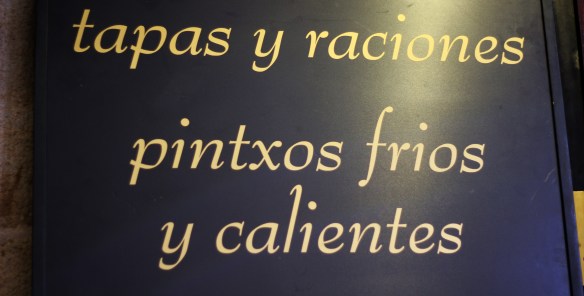 tapas y raciones
pintxos frios
y calientes